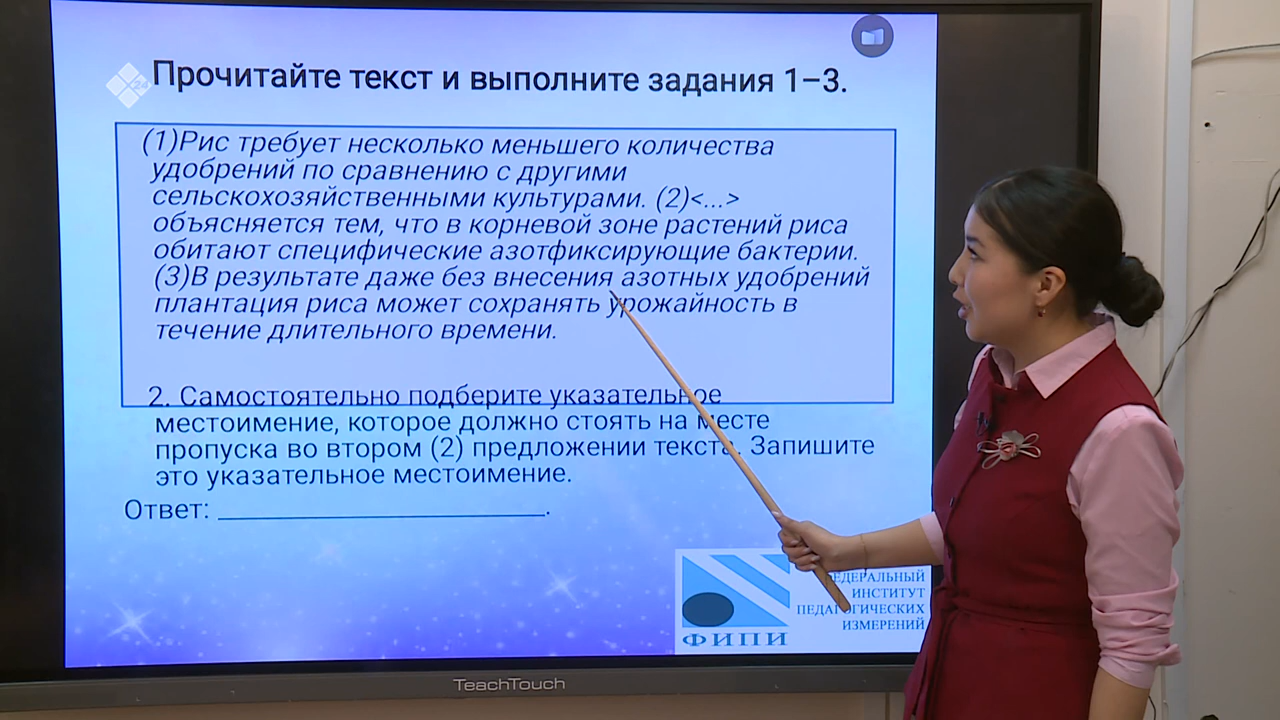 Прочитайте текст и выполните задания 1–3.
24
(1)Рис требует несколько меньшего количества
удобрений по сравнению с другими
сельскохозяйственными культурами. (2)<...>
объясняется тем, что в корневой зоне растений риса
обитают специфические азотфиксирующие бактерии.
(3)В результате даже без внесения азотных удобрений
плантация риса может сохранять урожайность в
течение длительного времени.
2. Самостоятельно подберите указательное
местоимение, которое должно стоять на месте
пропуска во втором (2) предложении текста. Запишите
это указательное местоимение.
Ответ: ____________________.
ФИПИ
ФЕДЕРАЛЬНЫЙ
ИНСТИТУТ
ПЕДАГОГИЧЕСКИХ
ИЗМЕРЕНИЙ
TeachTouch